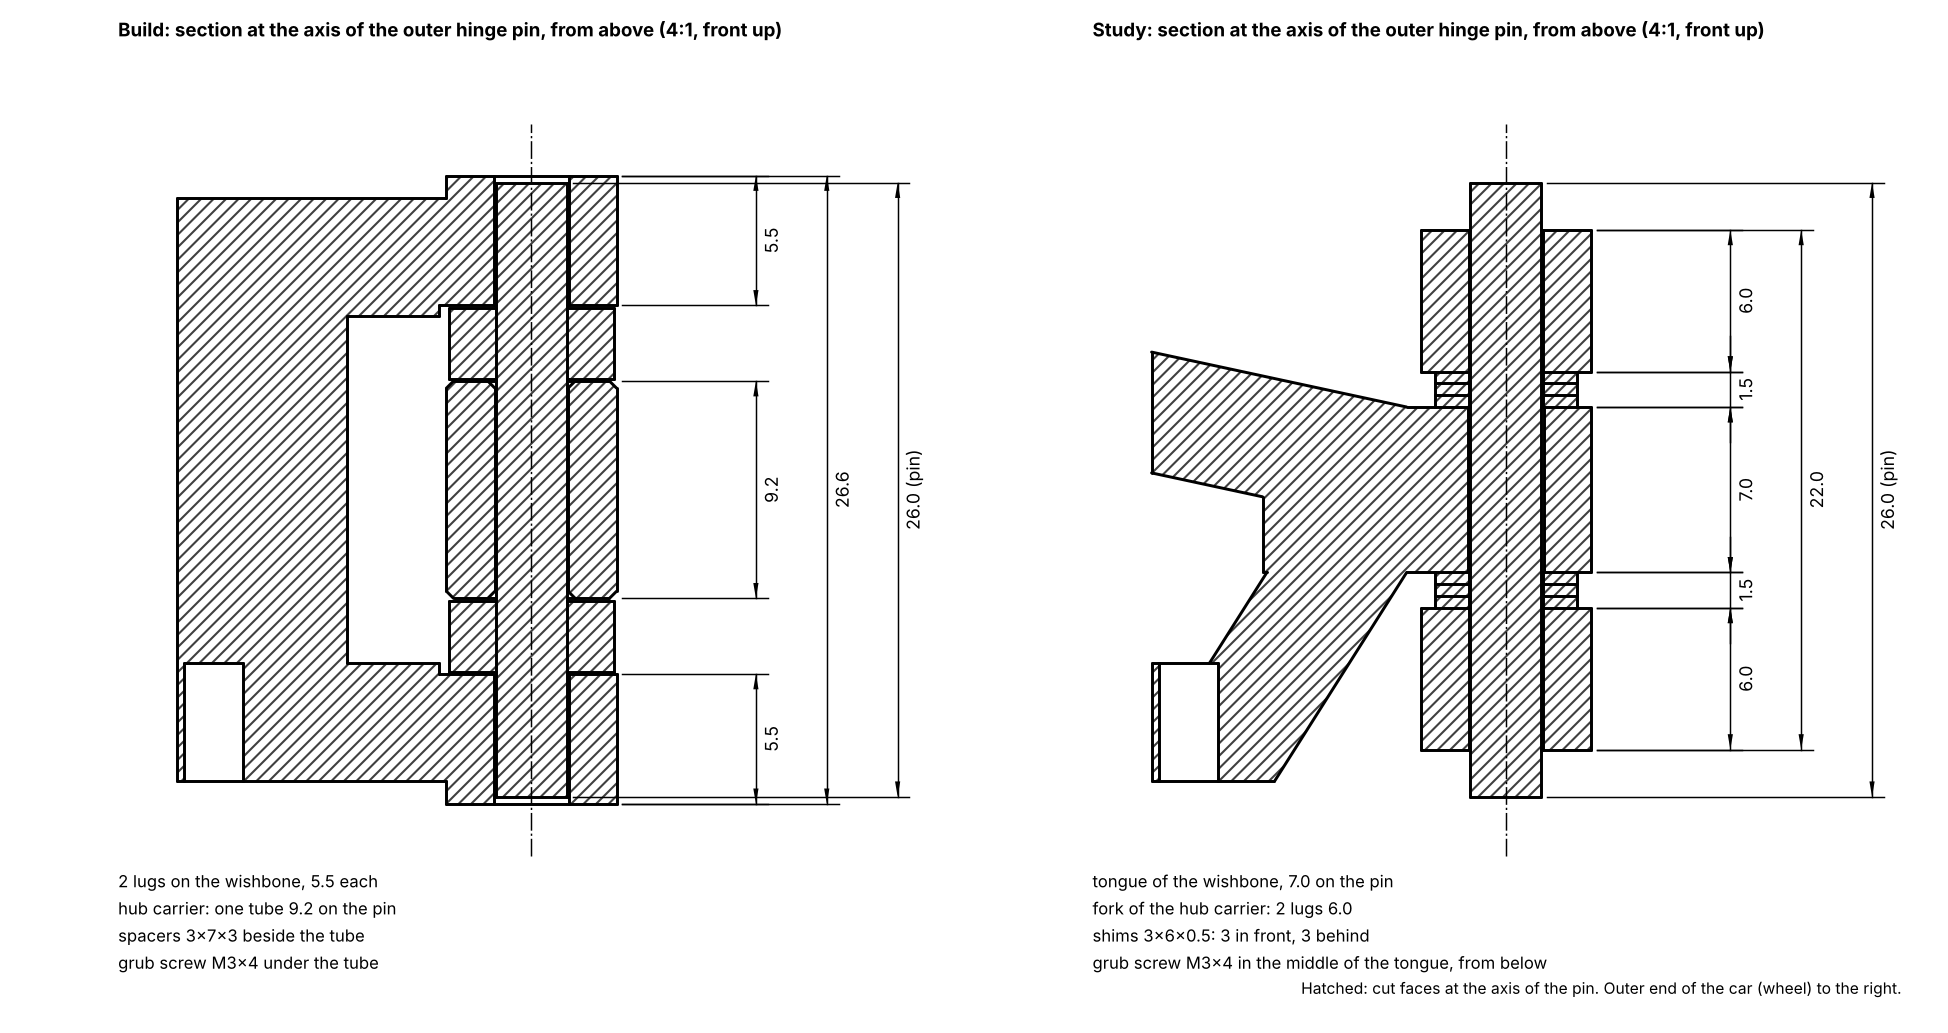 Build: section at the axis of the outer hinge pin, from above (4:1, front up)
5.5
9.2
5.5
26.6
26.0 (pin)
2 lugs on the wishbone, 5.5 each
hub carrier: one tube 9.2 on the pin
spacers 3×7×3 beside the tube
grub screw M3×4 under the tube
Study: section at the axis of the outer hinge pin, from above (4:1, front up)
6.0
1.5
7.0
1.5
6.0
22.0
26.0 (pin)
tongue of the wishbone, 7.0 on the pin
fork of the hub carrier: 2 lugs 6.0
shims 3×6×0.5: 3 in front, 3 behind
grub screw M3×4 in the middle of the tongue, from below
Hatched: cut faces at the axis of the pin. Outer end of the car (wheel) to the right.